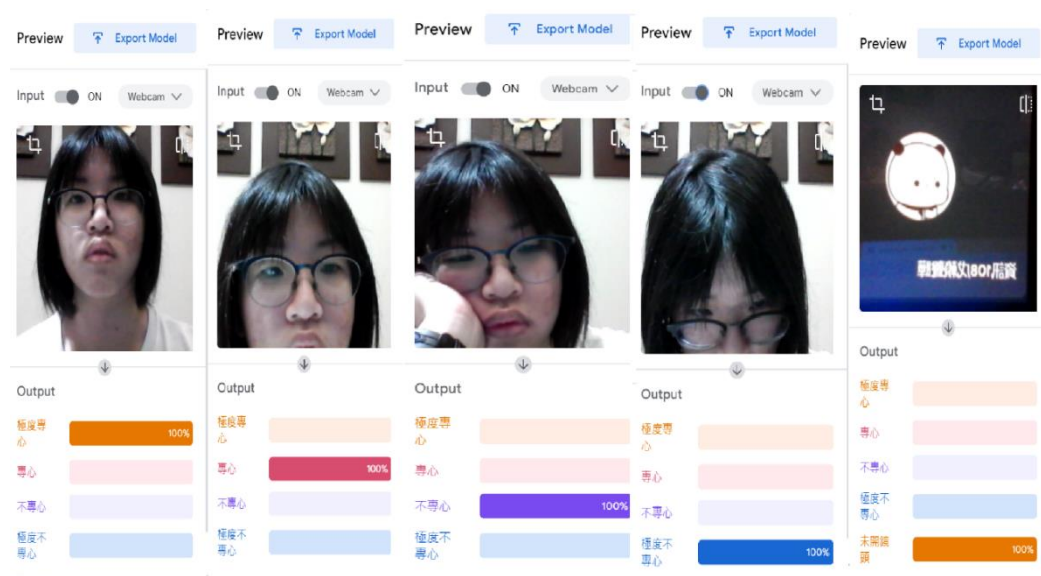 Preview
Export Model
Input
ON
Webcam
Output
極度專
心
100%
專心
不專心
極度不
專心
Preview
Export Model
Input
ON
Webcam
Output
極度專
心
專心
100%
不專心
極度不
專心
Preview
Export Model
Input
ON
Webcam
Output
極度專
心
專心
不專心
100%
極度不
專心
Preview
Export Model
Input
ON
Webcam
Output
極度專
心
專心
不專心
極度不
專心
100%
Preview
Export Model
Output
極度專
心
專心
不專心
極度不
專心
未開鏡
頭
100%